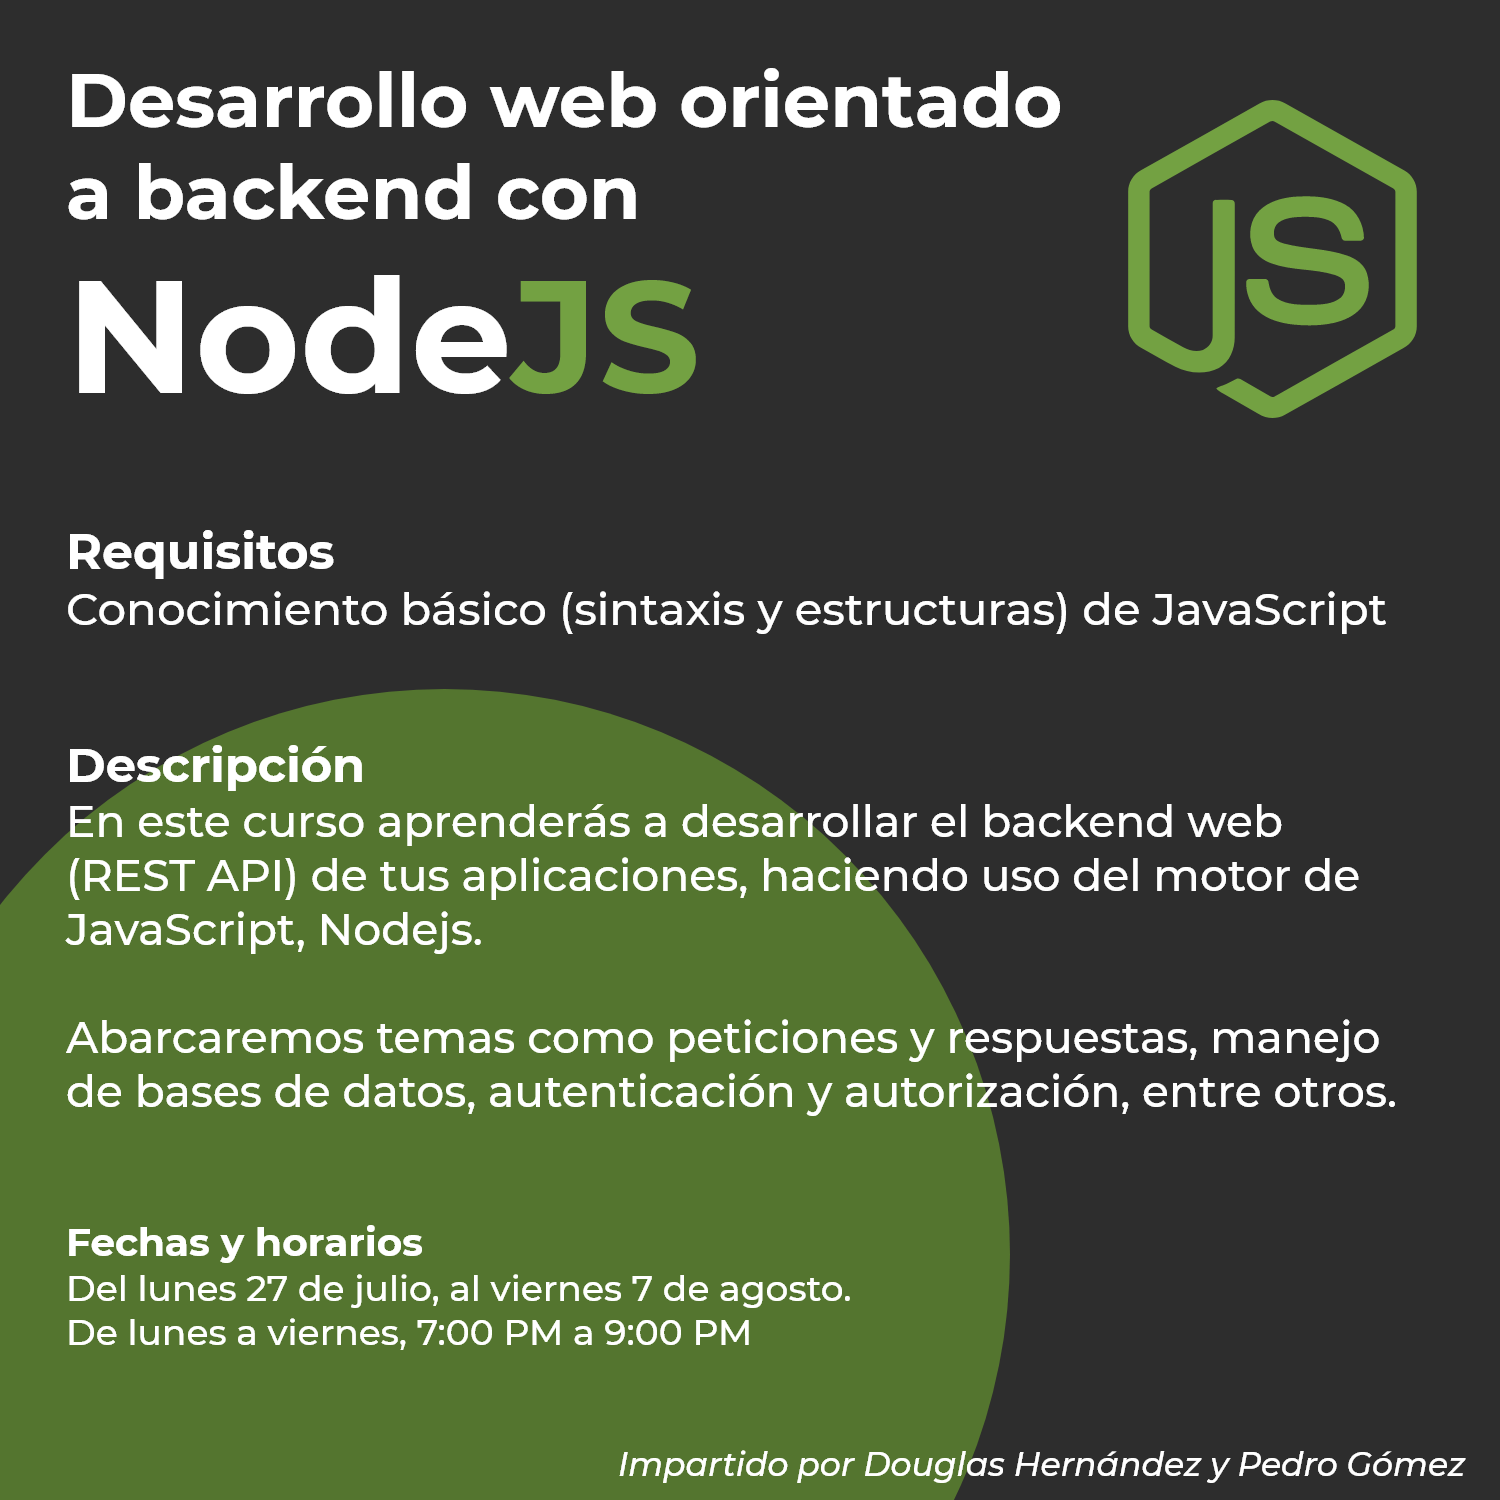 Desarrollo web orientado
a backend con
NodeJS
JS
Requisitos
Conocimiento básico (sintaxis y estructuras) de JavaScript
Descripción
En este curso aprenderás a desarrollar el backend web
(REST API) de tus aplicaciones, haciendo uso del motor de
JavaScript, Nodejs.
Abarcaremos temas como peticiones y respuestas, manejo
de bases de datos, autenticación y autorización, entre otros.
Fechas y horarios
Del lunes 27 de julio, al viernes 7 de agosto.
De lunes a viernes, 7:00 PM a 9:00 PM
Impartido por Douglas Hernández y Pedro Gómez